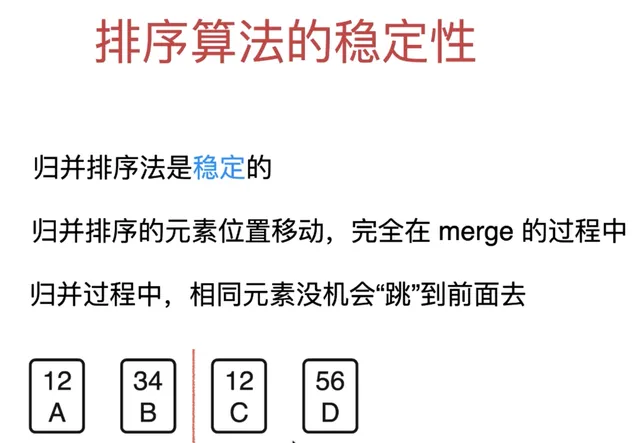 排序算法的稳定性
归并排序法是稳定的
归并排序的元素位置移动，完全在 merge 的过程中
归并过程中，相同元素没机会“跳”到前面去
12 34 12 56
A B C D